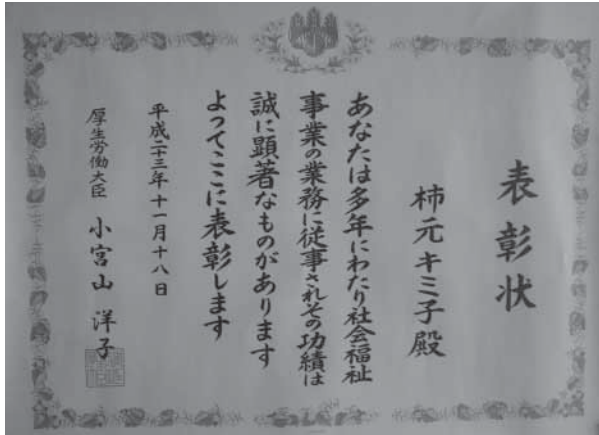 表彰状
柿元キミ子殿
あなたは多年にわたり社会福祉
事業の業務に従事されその功績は
誠に顕著なものがあります
よってここに表彰します
平成二十三年十一月十八日
厚生労働大臣 小宮山洋子